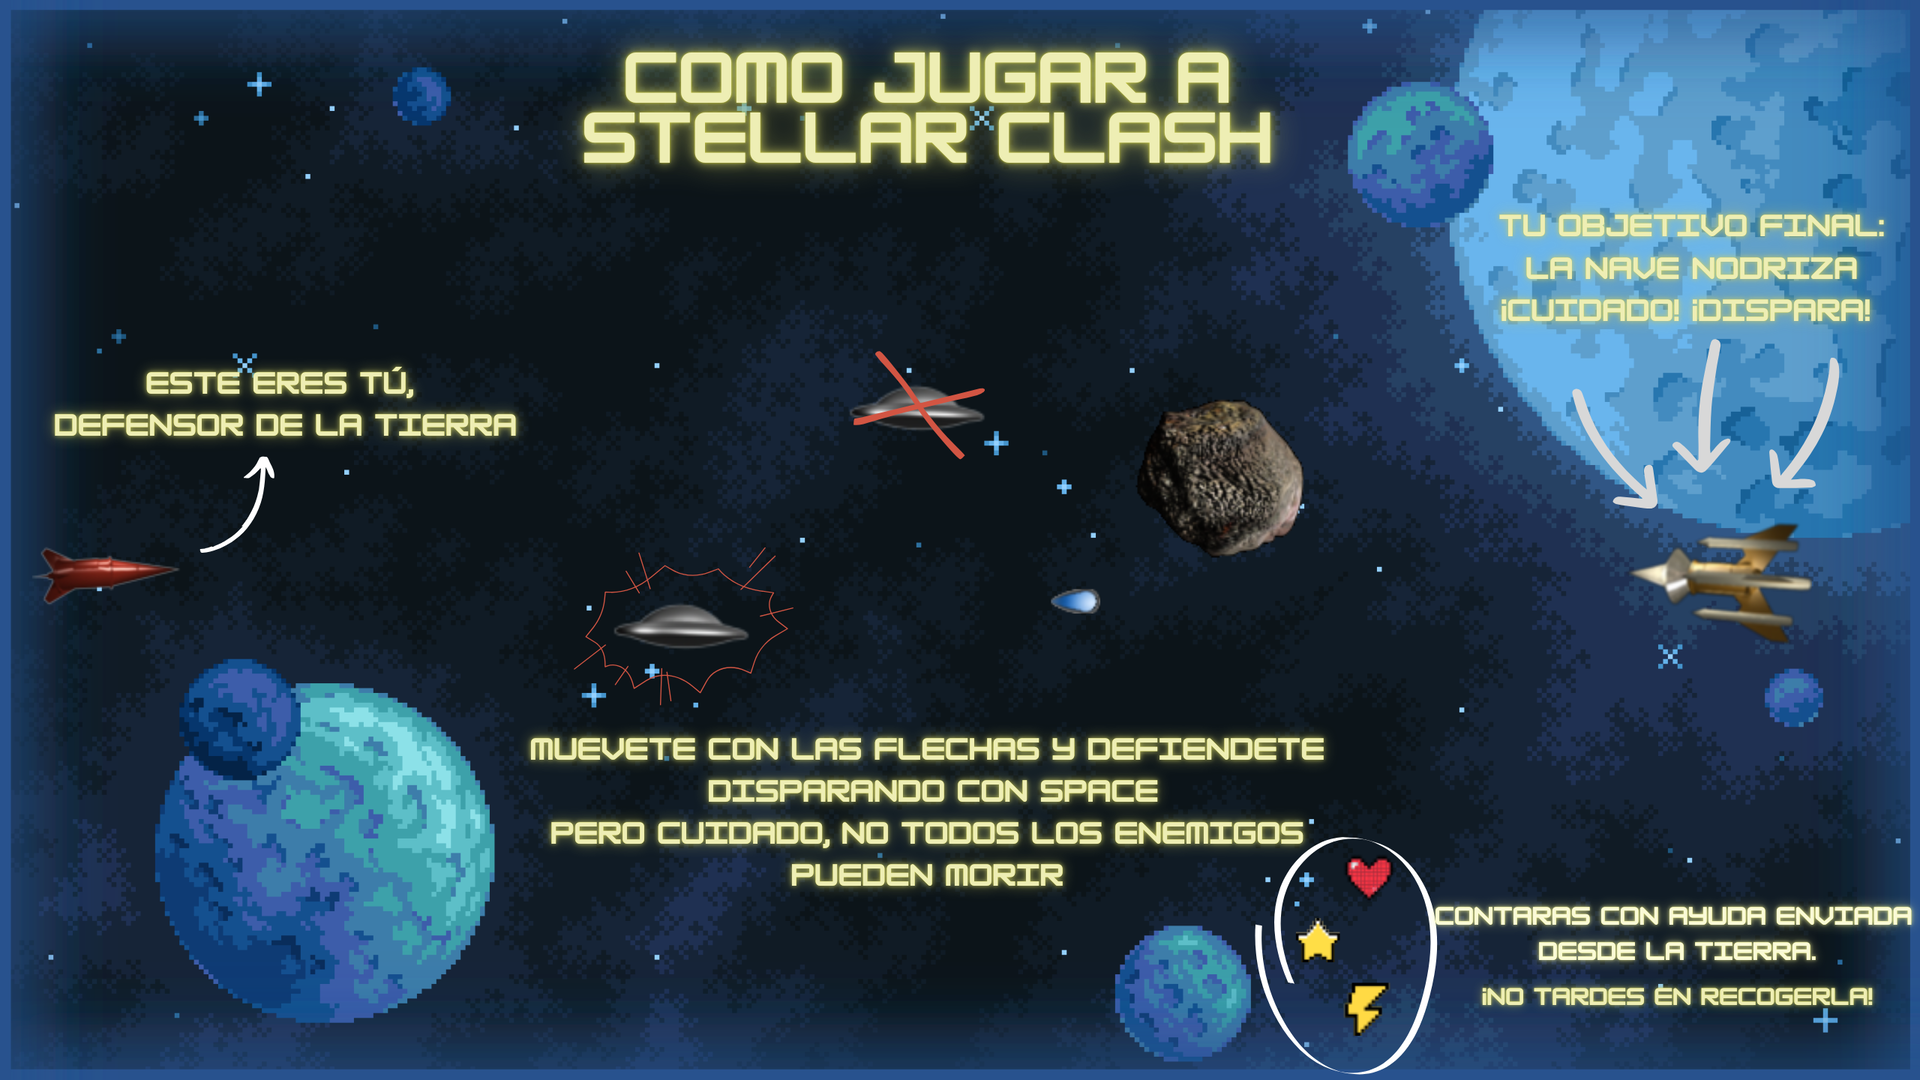 COMO JUGAR A
STELLAR CLASH
TU OBJETIVO FINAL:
LA NAVE NODRIZA
¡CUIDADO! ¡DISPARA!
ESTE ERES TÚ,
DEFENSOR DE LA TIERRA
MUEVETE CON LAS FLECHAS Y DEFIENDETE
DISPARANDO CON SPACE
PERO CUIDADO, NO TODOS LOS ENEMIGOS
PUEDEN MORIR
CONTARAS CON AYUDA ENVIADA
DESDE LA TIERRA.
¡NO TARDES EN RECOGERLA!